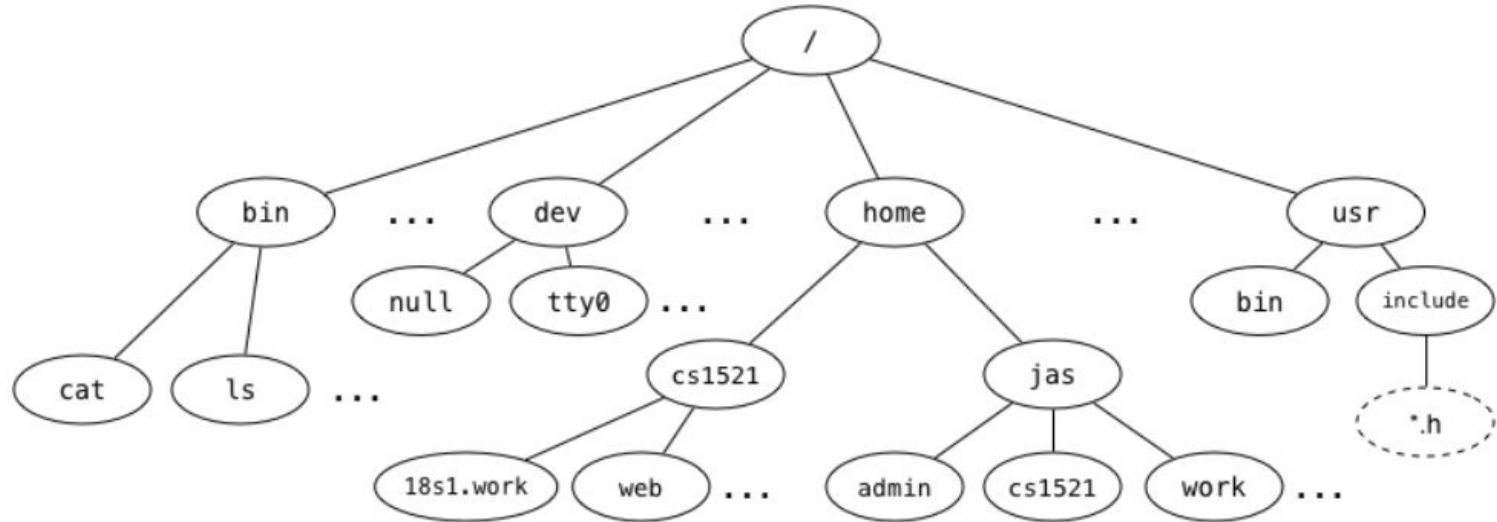 /
bin ... dev ... home ... usr
null tty0 ... bin include
cat ls ... cs1521 jas *.h
18s1.work web ... admin cs1521 work ...